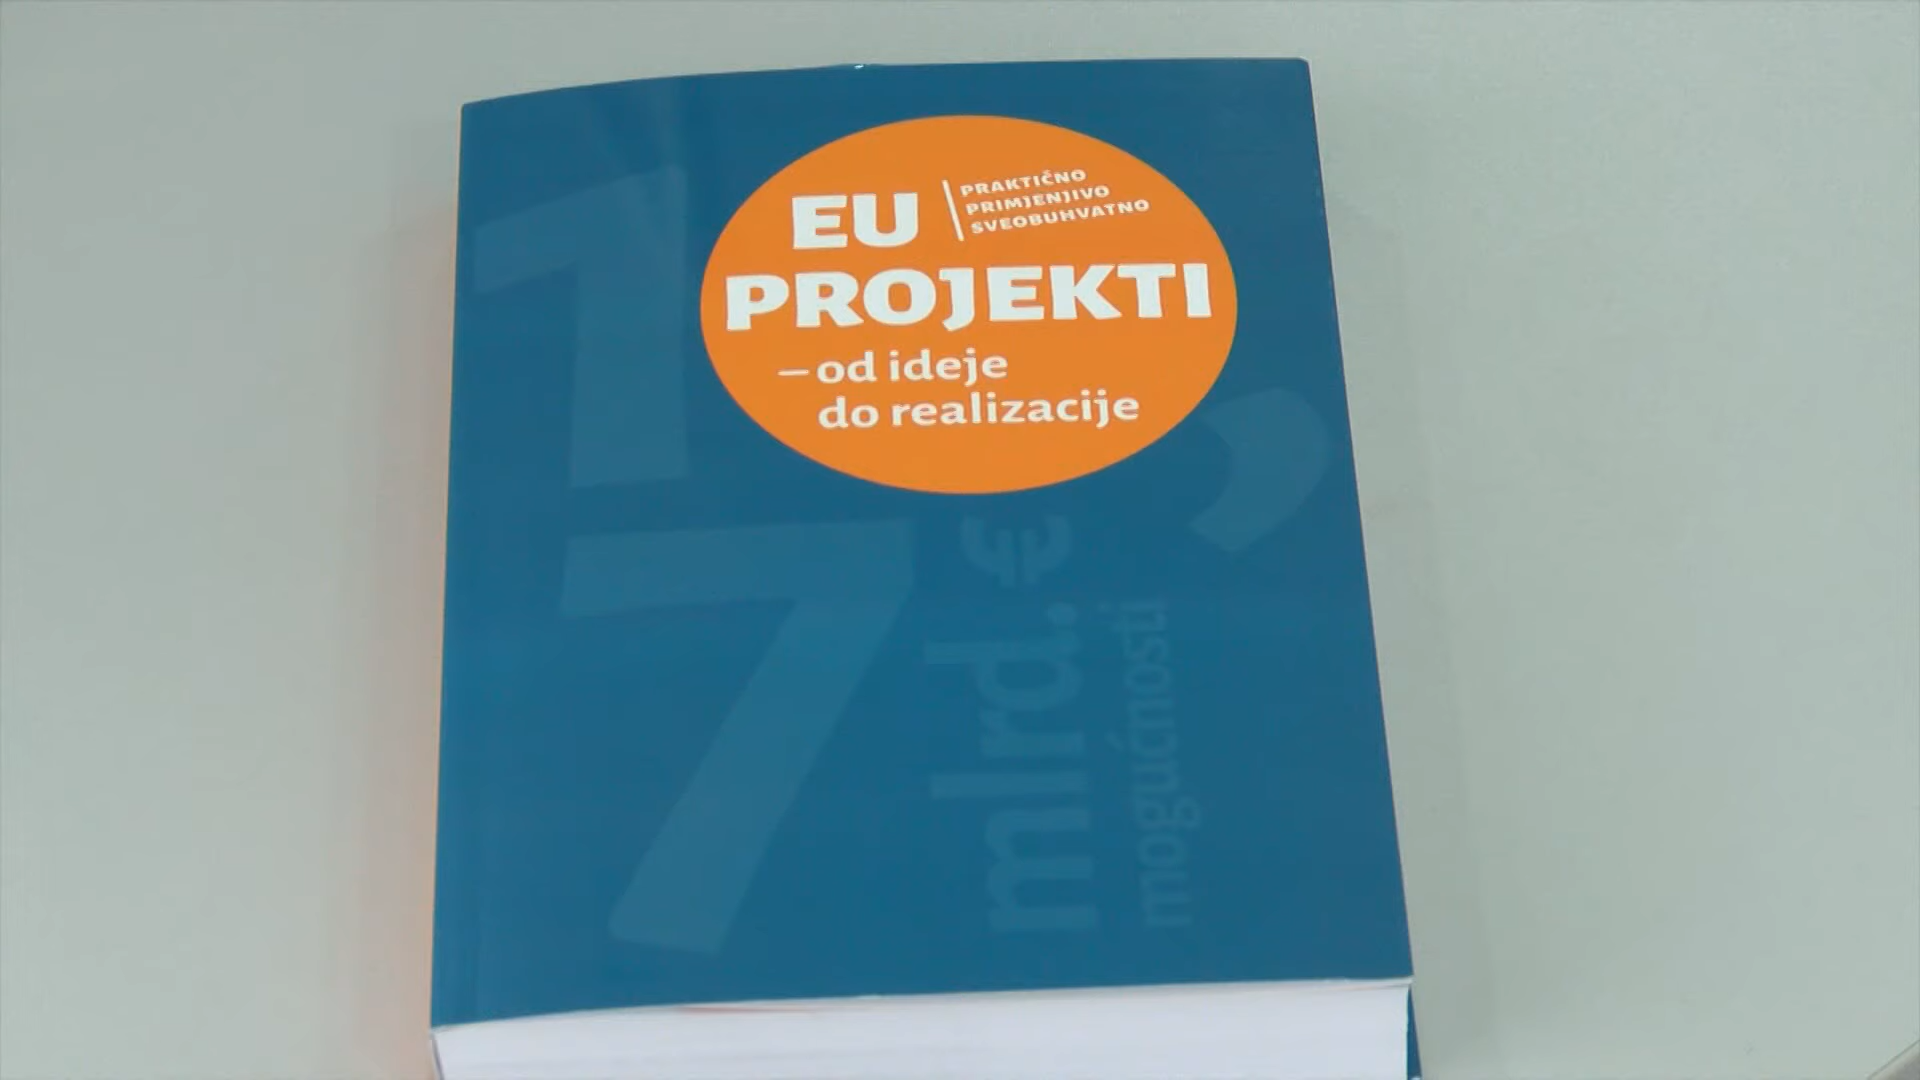 EU
PRAKTIČNO
PRIMJENJIVO
SVEOBUHVATNO
PROJEKTI
– od ideje
do realizacije
1
7
,
mlrd. €
mogućnosti